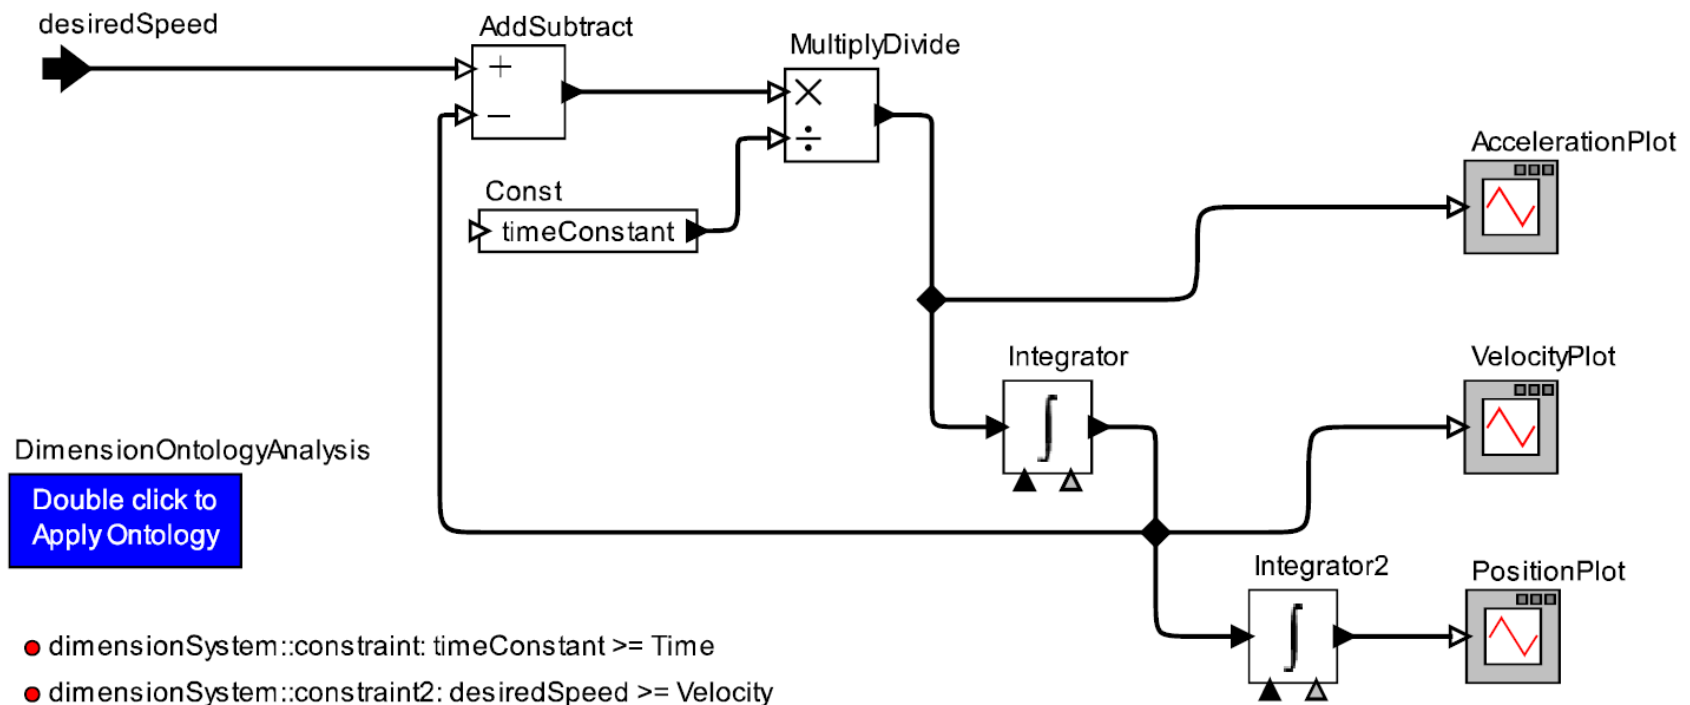 desiredSpeed
AddSubtract
+
−
MultiplyDivide
×
÷
Const
timeConstant
AccelerationPlot
Integrator
∫
VelocityPlot
DimensionOntologyAnalysis
Double click to
Apply Ontology
Integrator2
∫
PositionPlot
dimensionSystem::constraint: timeConstant >= Time
dimensionSystem::constraint2: desiredSpeed >= Velocity